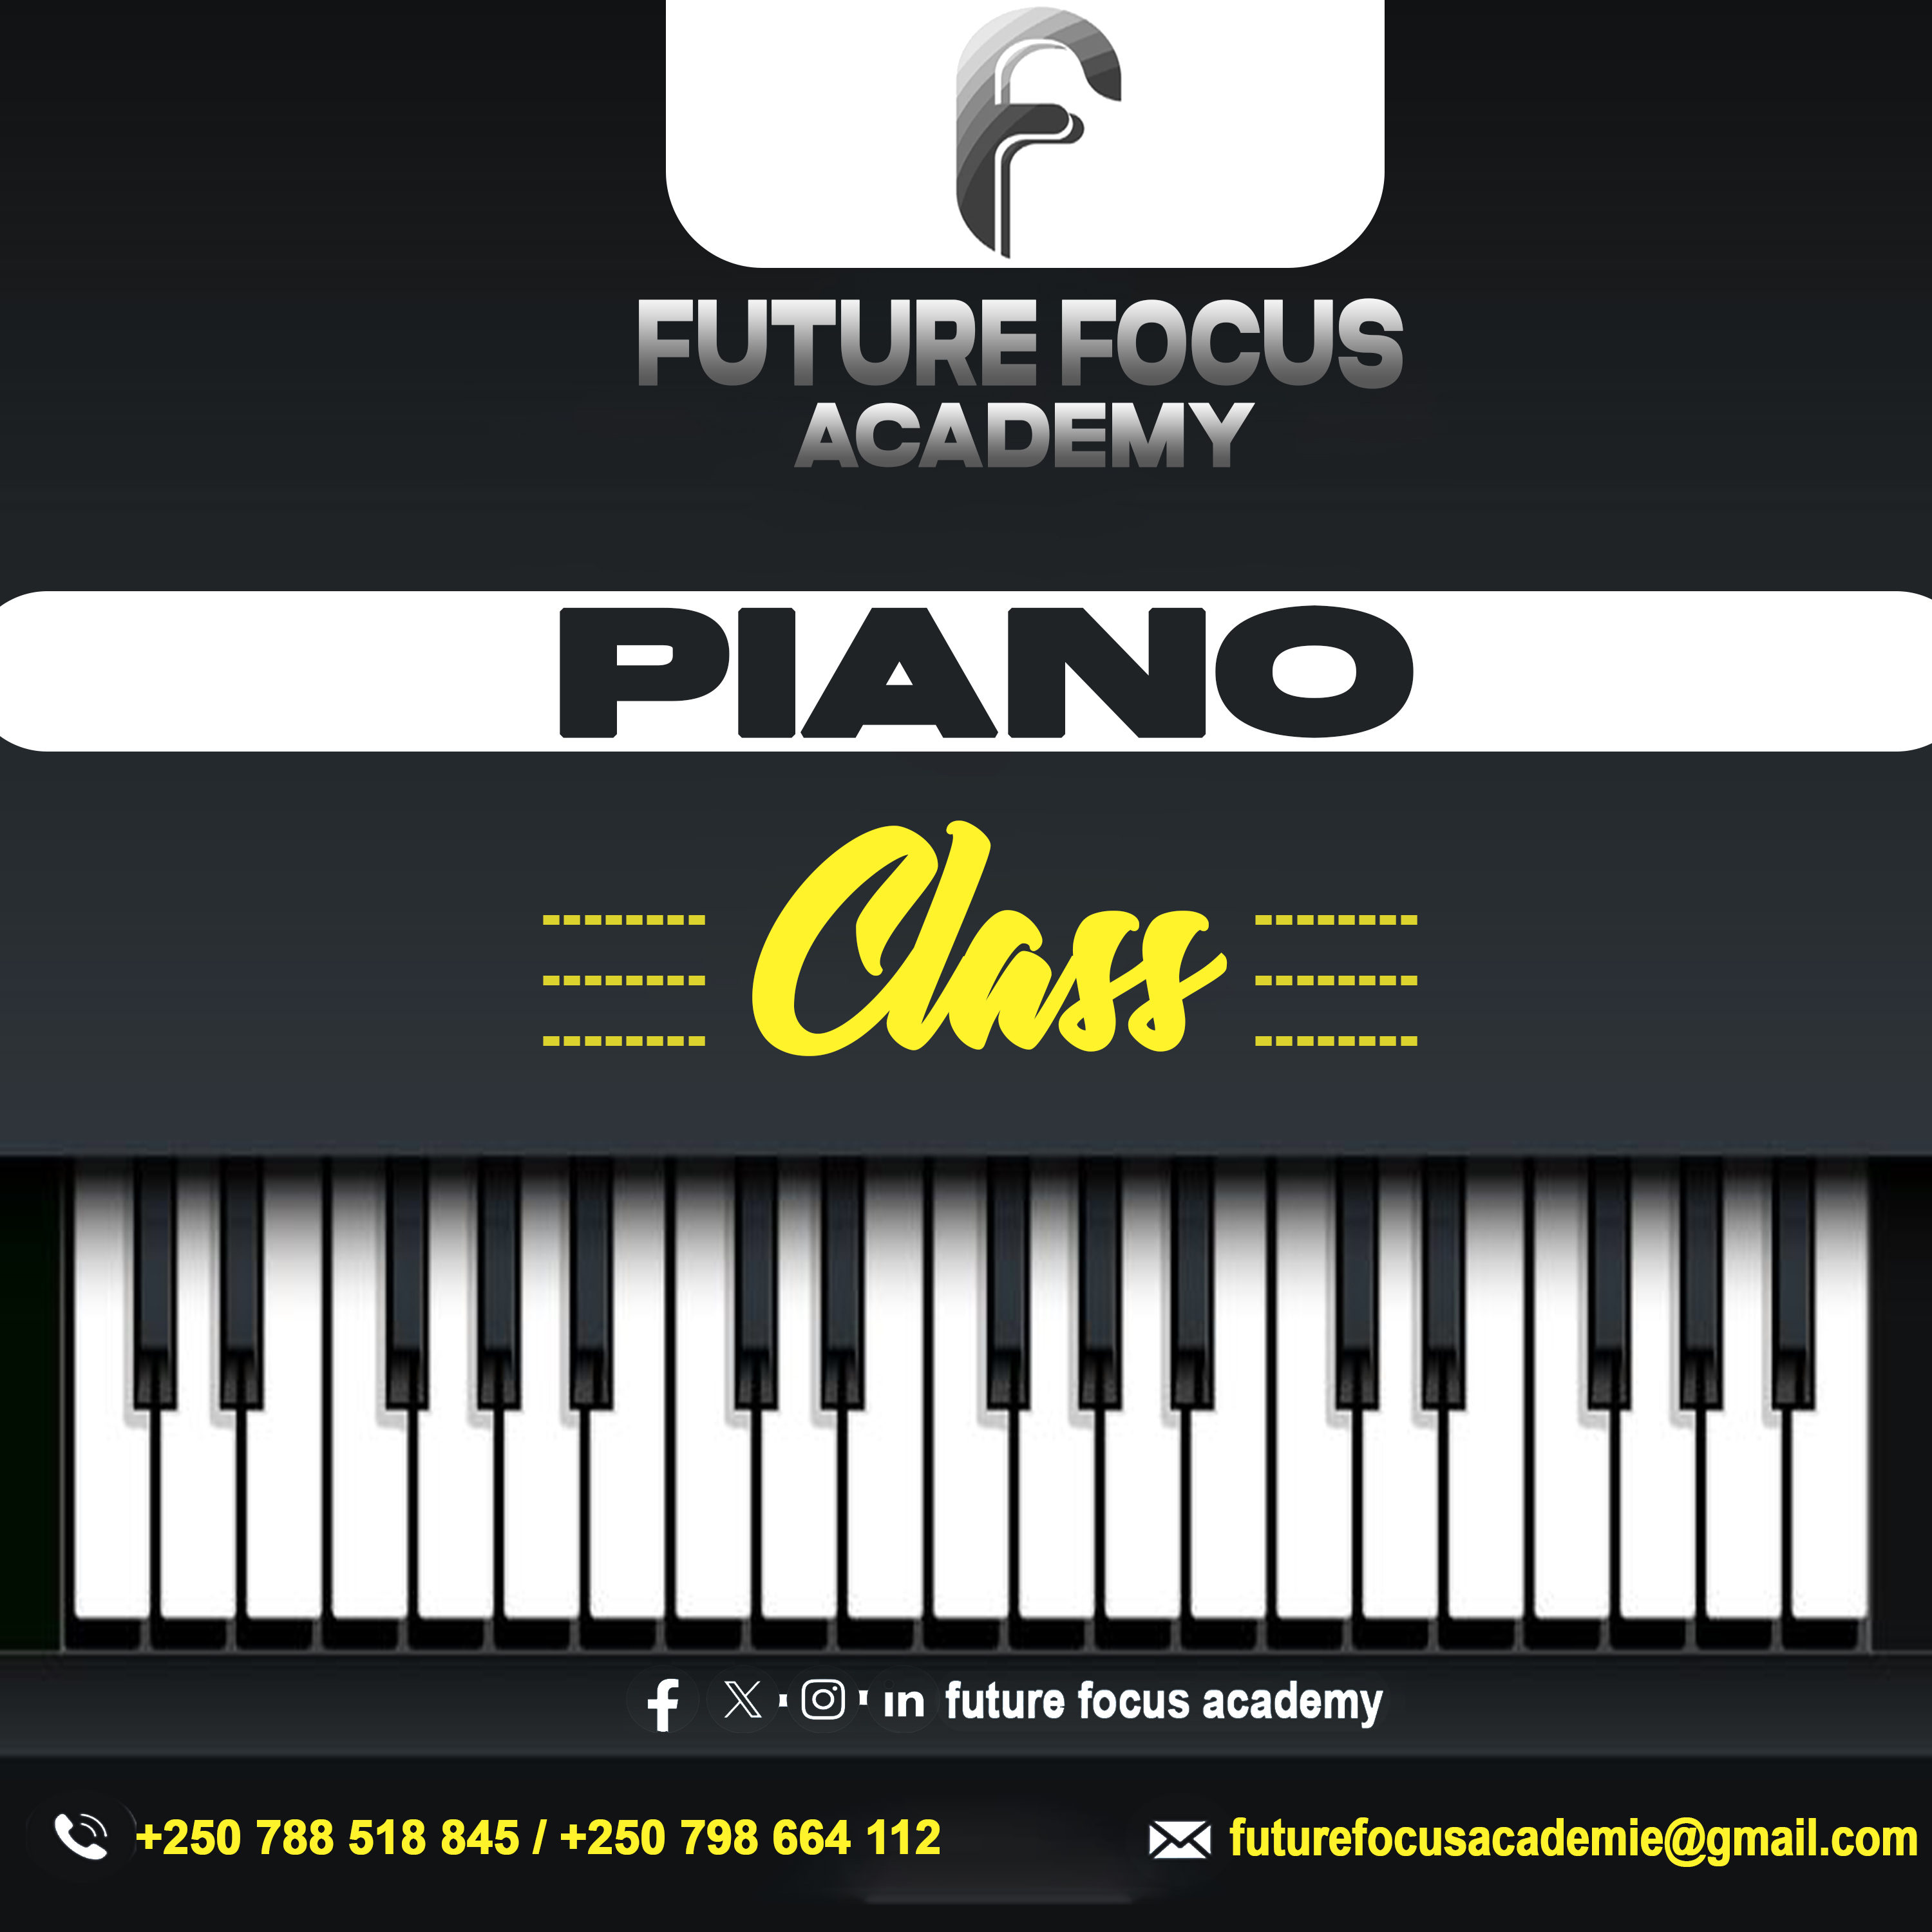 FUTURE FOCUS
ACADEMY
PIANO
Class
future focus academy
+250 788 518 845 / +250 798 664 112
futurefocusacademie@gmail.com